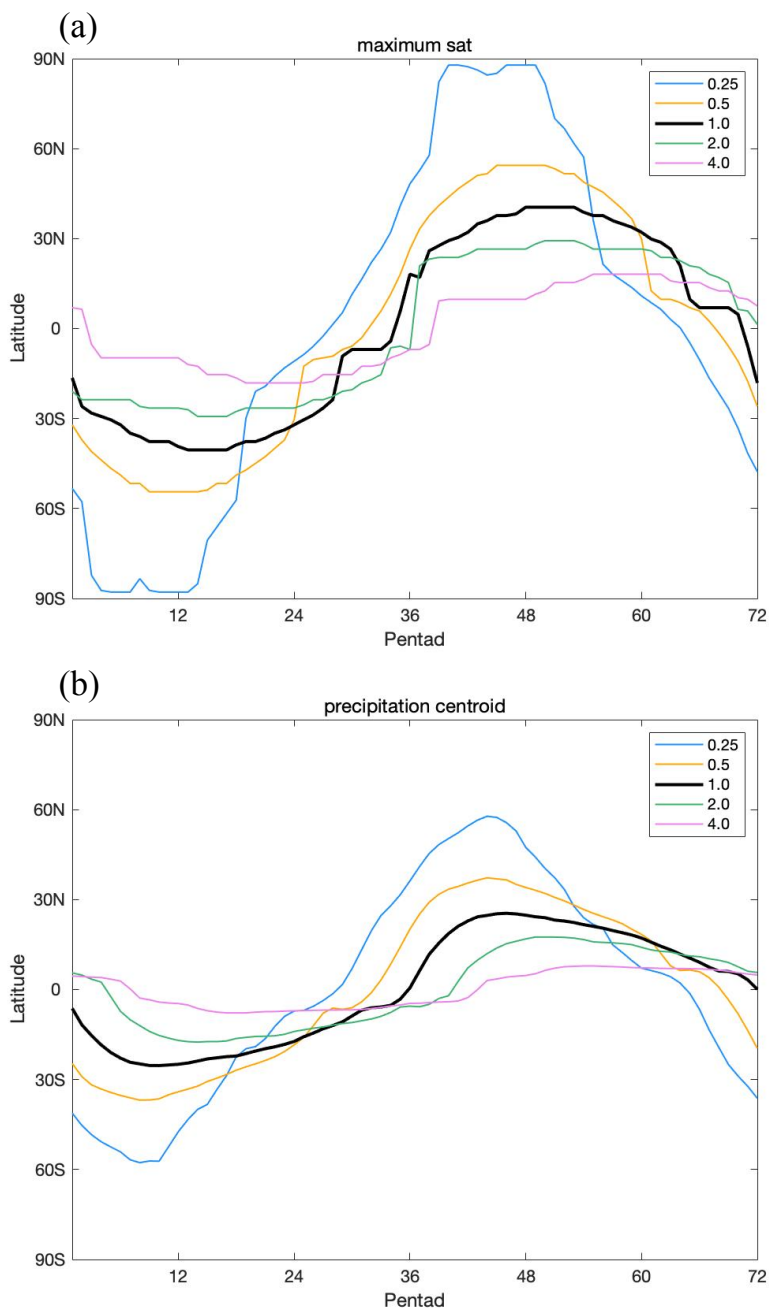 (a)
maximum sat
90N
60N
30N
0
30S
60S
90S
Latitude
0.25
0.5
1.0
2.0
4.0
12 24 36 48 60 72
Pentad
(b)
precipitation centroid
90N
60N
30N
0
30S
60S
90S
Latitude
0.25
0.5
1.0
2.0
4.0
12 24 36 48 60 72
Pentad